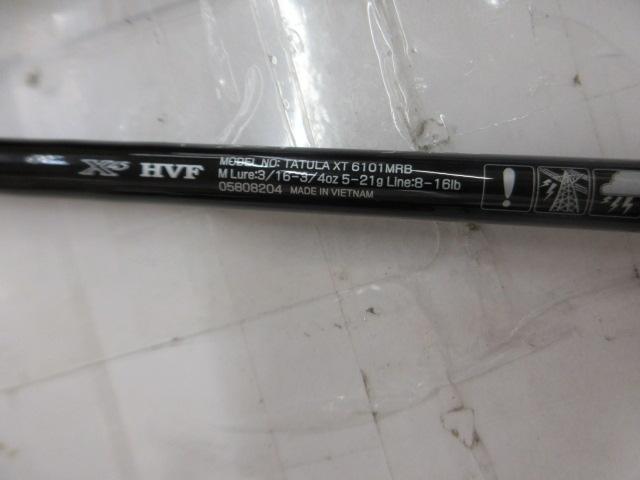 X45 HVF
MODEL NO: TATULA XT 6101MRB
M Lure:3/16-3/4oz 5-21g Line:8-16lb
05808204 MADE IN VIETNAM